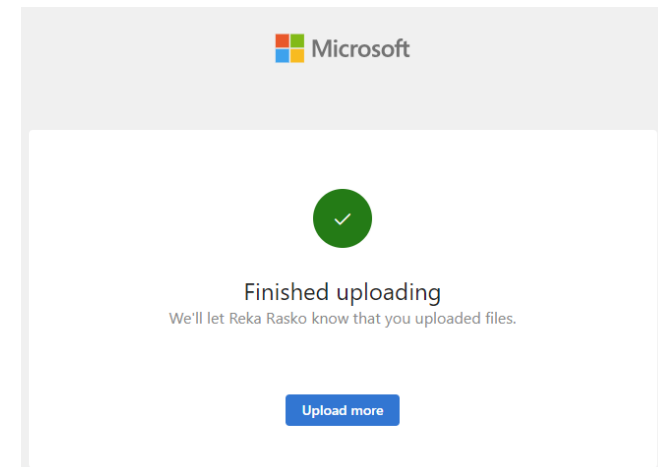 Microsoft
Finished uploading
We'll let Reka Rasko know that you uploaded files.
Upload more